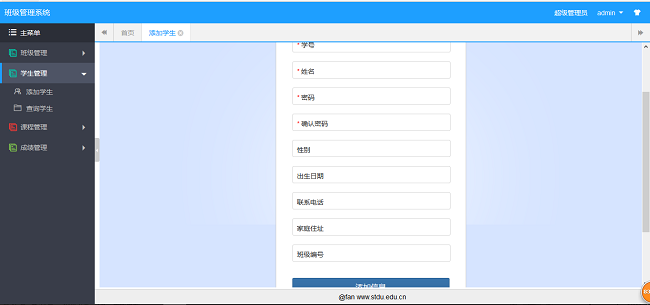 班级管理系统
超级管理员 admin
主菜单
首页 添加学生
班级管理
学生管理
添加学生
查询学生
课程管理
成绩管理
* 学号
* 姓名
* 密码
* 确认密码
性别
出生日期
联系电话
家庭住址
班级编号
添加信息
@fan www.stdu.edu.cn